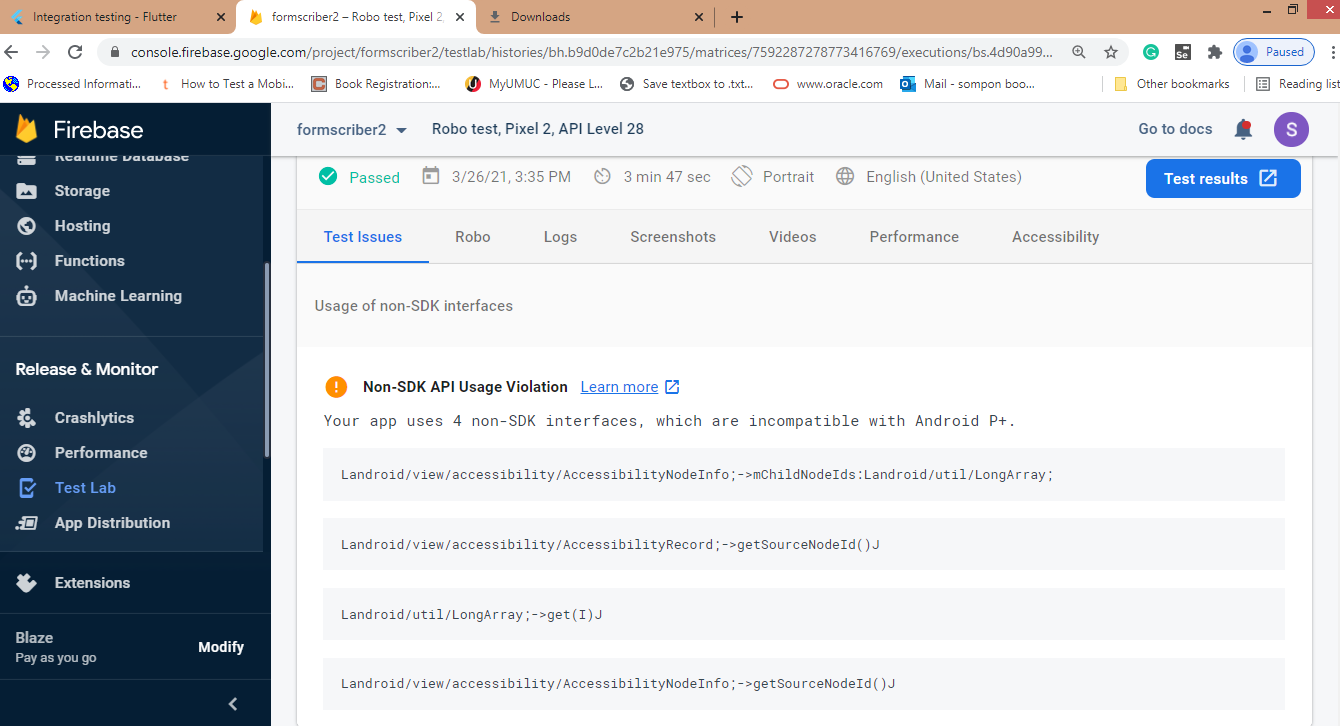 Integration testing - Flutter
formscriber2 – Robo test, Pixel 2,
Downloads
console.firebase.google.com/project/formscriber2/testlab/histories/bh.b9d0de7c2b21e975/matrices/7592287278773416769/executions/bs.4d90a99...
Paused
Processed Informati...
How to Test a Mobi...
Book Registration:...
MyUMUC - Please L...
Save textbox to .txt...
www.oracle.com
Mail - sompon boo...
Other bookmarks
Reading list
Firebase
formscriber2
Robo test, Pixel 2, API Level 28
Go to docs
S
Realtime Database
Storage
Hosting
Functions
Machine Learning
Release & Monitor
Crashlytics
Performance
Test Lab
App Distribution
Extensions
Blaze
Pay as you go
Modify
Passed
3/26/21, 3:35 PM
3 min 47 sec
Portrait
English (United States)
Test results
Test Issues
Robo
Logs
Screenshots
Videos
Performance
Accessibility
Usage of non-SDK interfaces
Non-SDK API Usage Violation Learn more
Your app uses 4 non-SDK interfaces, which are incompatible with Android P+.
Landroid/view/accessibility/AccessibilityNodeInfo;->mChildNodeIds:Landroid/util/LongArray;
Landroid/view/accessibility/AccessibilityRecord;->getSourceNodeId()J
Landroid/util/LongArray;->get(I)J
Landroid/view/accessibility/AccessibilityNodeInfo;->getSourceNodeId()J